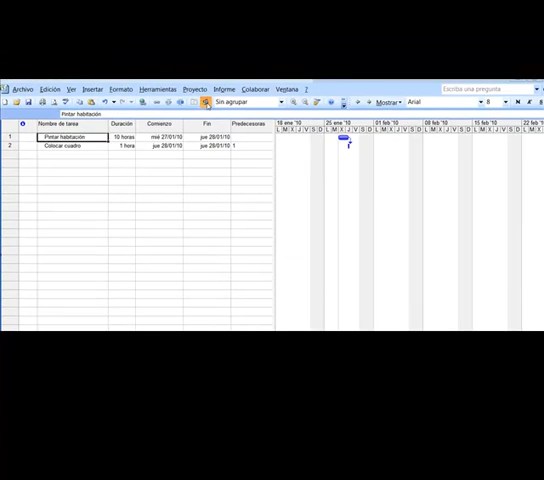 Archivo Edición Ver Insertar Formato Herramientas Proyecto Informe Colaborar Ventana ? Escriba una pregunta
Sin agrupar Mostrar Arial 8 N K
Pintar habitación
Nombre de tarea Duración Comienzo Fin Predecesoras 18 ene '10 25 ene '10 01 feb '10 08 feb '10 15 feb '10 22 feb '10
L M X J V S D L M X J V S D L M X J V S D L M X J V S D L M X J V S D L M X
1 Pintar habitación 10 horas mié 27/01/10 jue 28/01/10
2 Colocar cuadro 1 hora jue 28/01/10 jue 28/01/10 1